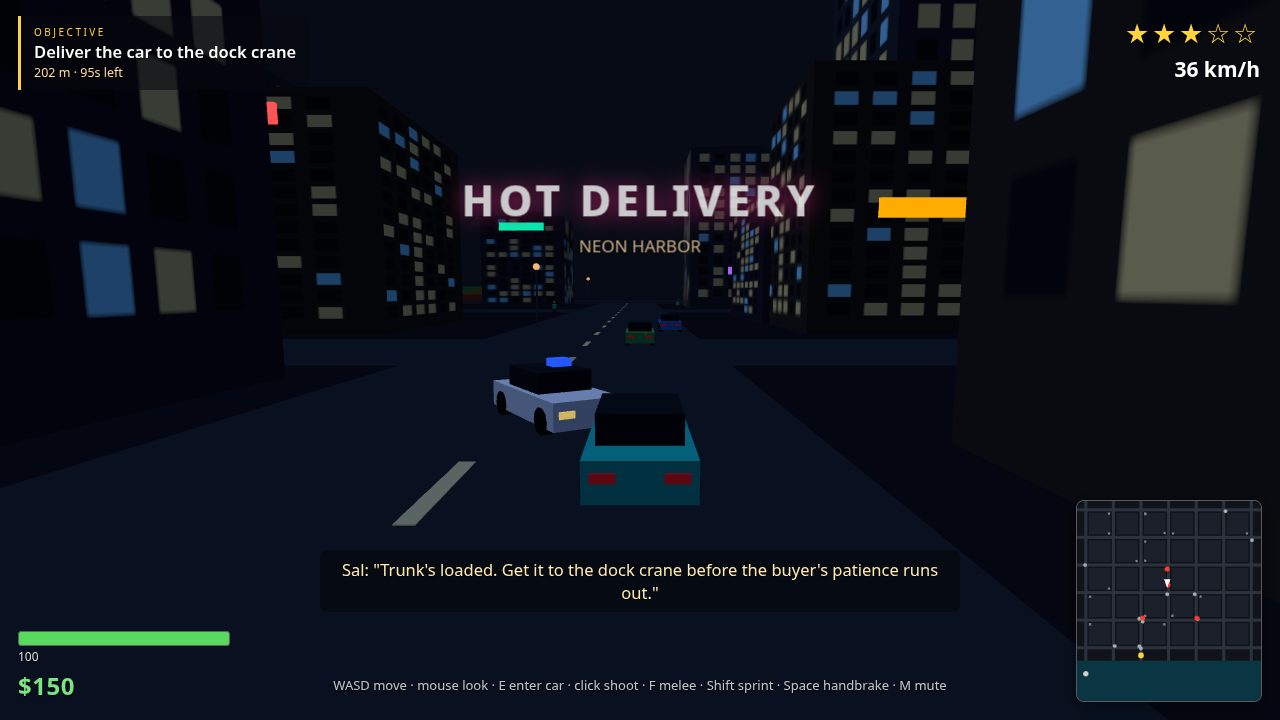 OBJECTIVE
Deliver the car to the dock crane
202 m · 95s left
★★★☆☆
36 km/h
HOT DELIVERY
NEON HARBOR
Sal: "Trunk's loaded. Get it to the dock crane before the buyer's patience runs
out."
100
$150
WASD move · mouse look · E enter car · click shoot · F melee · Shift sprint · Space handbrake · M mute